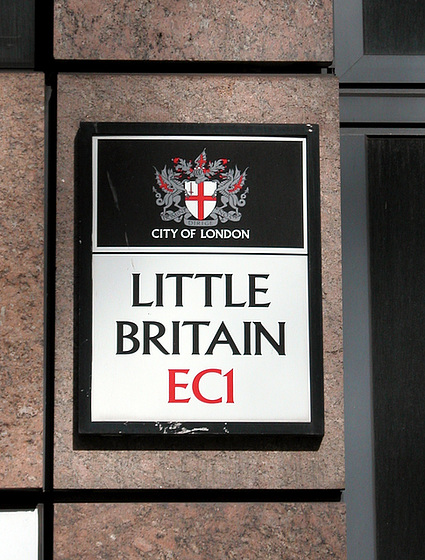 CITY OF LONDON
LITTLE
BRITAIN
EC1